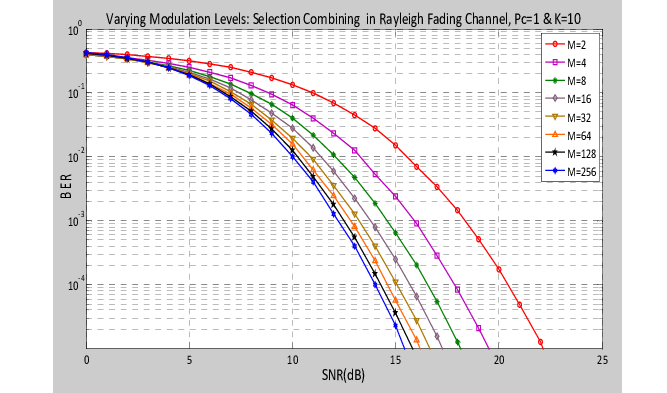 Varying Modulation Levels: Selection Combining in Rayleigh Fading Channel, Pc=1 & K=10
10^0
10^-1
10^-2
10^-3
10^-4
BER
M=2
M=4
M=8
M=16
M=32
M=64
M=128
M=256
0 5 10 15 20 25
SNR(dB)